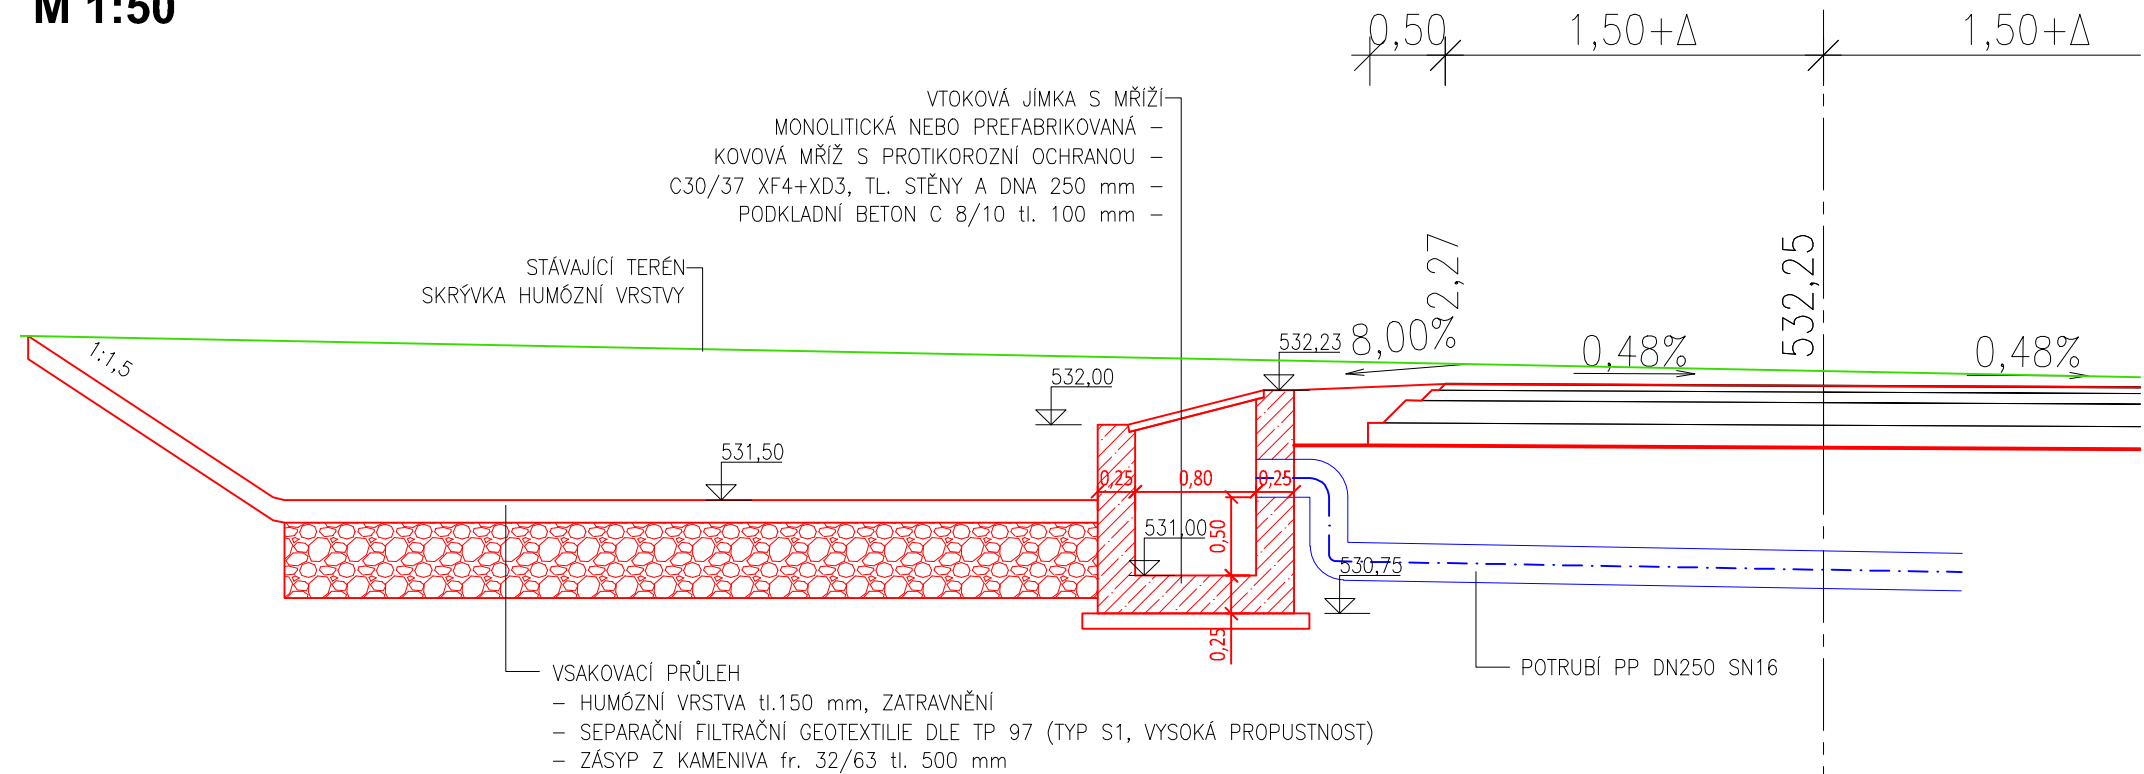 M 1:50
0,50
1,50+Δ
1,50+Δ
VTOKOVÁ JÍMKA S MŘÍŽÍ
MONOLITICKÁ NEBO PREFABRIKOVANÁ –
KOVOVÁ MŘÍŽ S PROTIKOROZNÍ OCHRANOU –
C30/37 XF4+XD3, TL. STĚNY A DNA 250 mm –
PODKLADNÍ BETON C 8/10 tl. 100 mm –
STÁVAJÍCÍ TERÉN
SKRÝVKA HUMÓZNÍ VRSTVY
2,27
532,25
1:1,5
532,23
8,00%
0,48%
0,48%
532,00
531,50
0,25
0,80
0,25
531,00
0,50
530,75
0,25
VSAKOVACÍ PRŮLEH
– HUMÓZNÍ VRSTVA tl.150 mm, ZATRAVNĚNÍ
– SEPARAČNÍ FILTRAČNÍ GEOTEXTILIE DLE TP 97 (TYP S1, VYSOKÁ PROPUSTNOST)
– ZÁSYP Z KAMENIVA fr. 32/63 tl. 500 mm
POTRUBÍ PP DN250 SN16